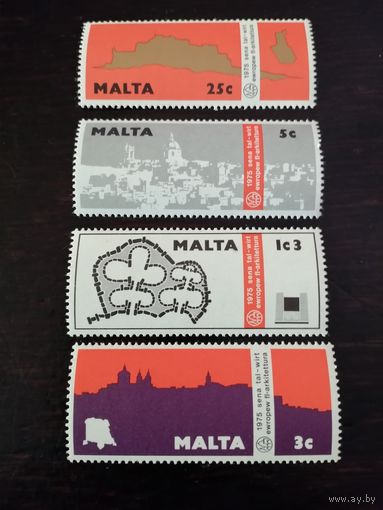 MALTA
25c
1975 sena tal-wirt
ewropew fl-arkitettura
MALTA
5c
1975 sena tal-wirt
ewropew fl-arkitettura
MALTA
1c3
1975 sena tal-wirt
ewropew fl-arkitettura
MALTA
3c
1975 sena tal-wirt
ewropew fl-arkitettura
ay.by